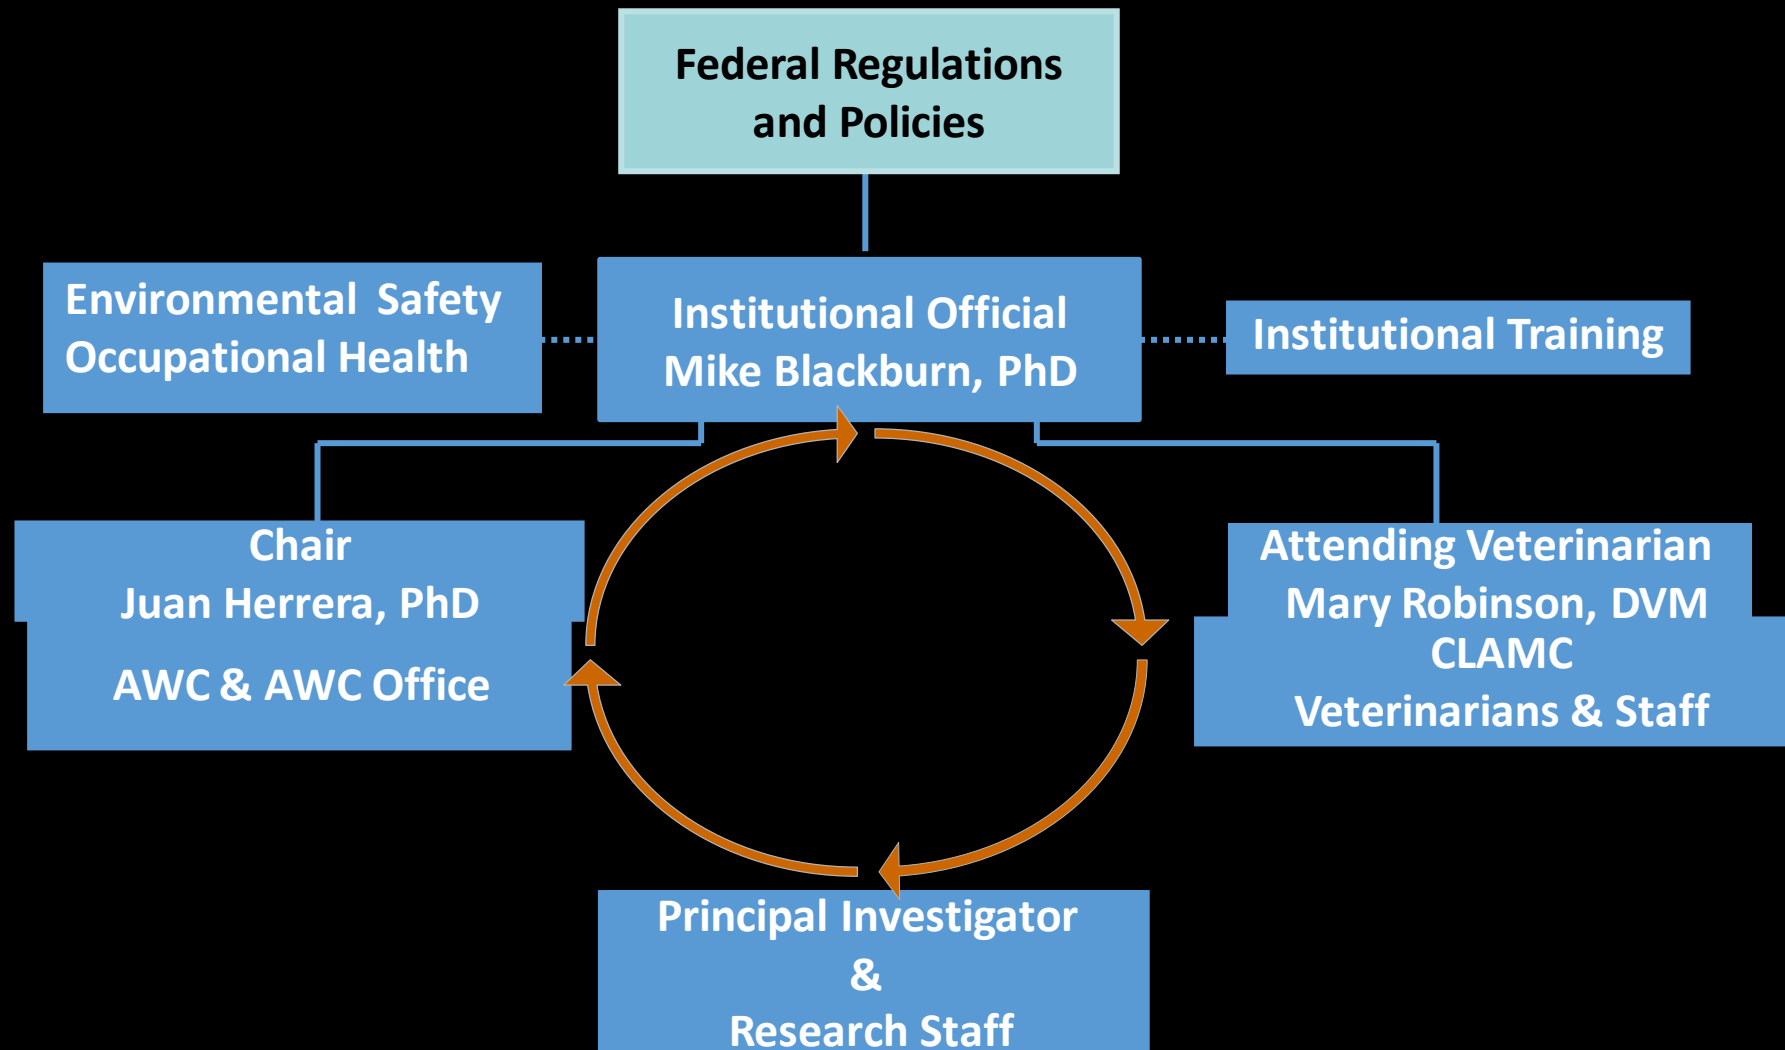 Federal Regulations
and Policies
Environmental Safety
Occupational Health
Institutional Official
Mike Blackburn, PhD
Institutional Training
Chair
Juan Herrera, PhD
AWC & AWC Office
Attending Veterinarian
Mary Robinson, DVM
CLAMC
Veterinarians & Staff
Principal Investigator
&
Research Staff